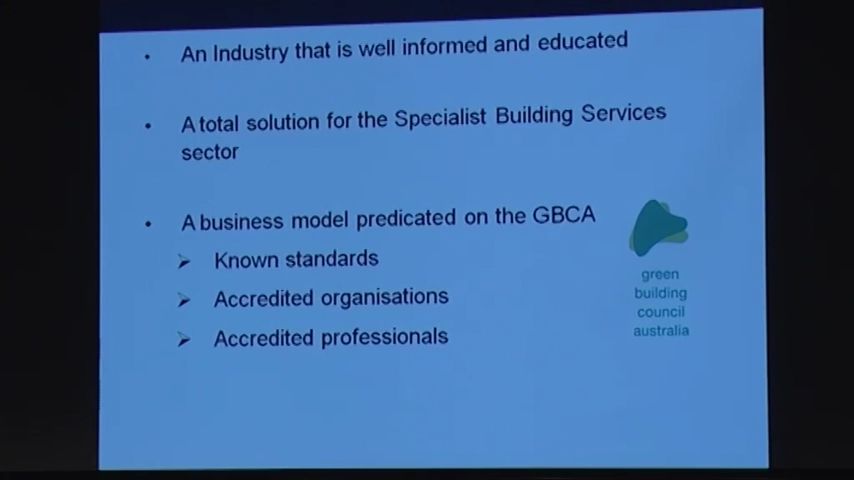 • An Industry that is well informed and educated
• A total solution for the Specialist Building Services
sector
• A business model predicated on the GBCA
➢ Known standards
➢ Accredited organisations
➢ Accredited professionals
green
building
council
australia